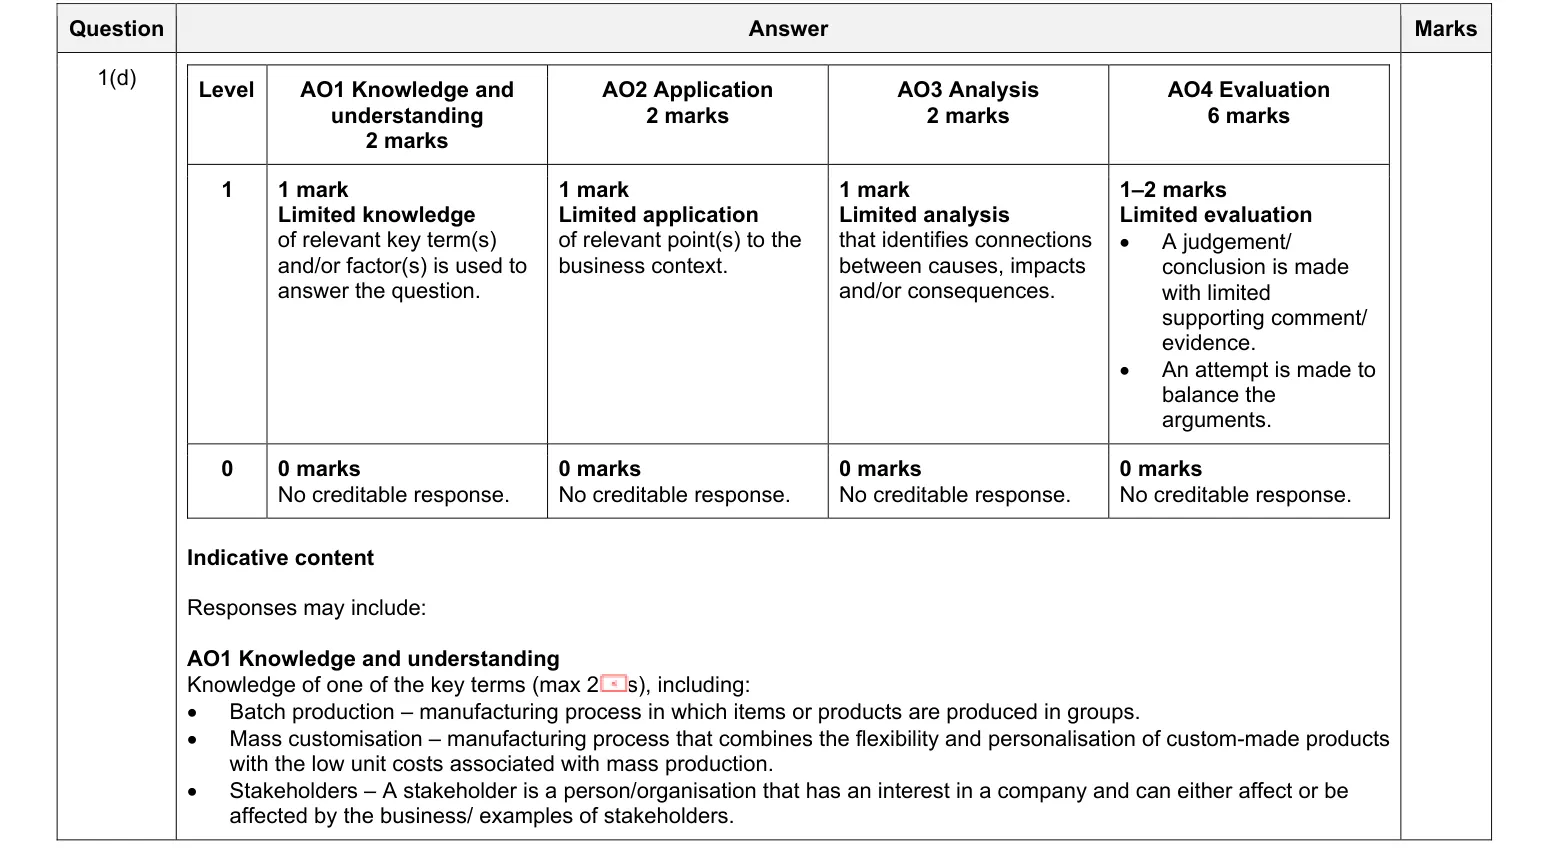 Question Answer Marks
1(d)
Level AO1 Knowledge and understanding 2 marks AO2 Application 2 marks AO3 Analysis 2 marks AO4 Evaluation 6 marks
1
1 mark
Limited knowledge
of relevant key term(s)
and/or factor(s) is used to
answer the question.
1 mark
Limited application
of relevant point(s) to the
business context.
1 mark
Limited analysis
that identifies connections
between causes, impacts
and/or consequences.
1–2 marks
Limited evaluation
• A judgement/
conclusion is made
with limited
supporting comment/
evidence.
• An attempt is made to
balance the
arguments.
0
0 marks
No creditable response.
0 marks
No creditable response.
0 marks
No creditable response.
0 marks
No creditable response.
Indicative content
Responses may include:
AO1 Knowledge and understanding
Knowledge of one of the key terms (max 2 s), including:
• Batch production – manufacturing process in which items or products are produced in groups.
• Mass customisation – manufacturing process that combines the flexibility and personalisation of custom-made products
with the low unit costs associated with mass production.
• Stakeholders – A stakeholder is a person/organisation that has an interest in a company and can either affect or be
affected by the business/ examples of stakeholders.